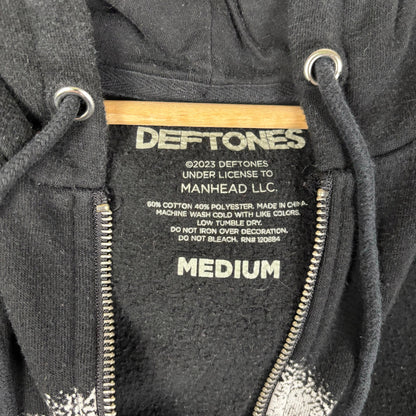 DEFTONES
©2023 DEFTONES
UNDER LICENSE TO
MANHEAD LLC.
60% COTTON 40% POLYESTER. MADE IN CHINA.
MACHINE WASH COLD WITH LIKE COLORS.
LOW TUMBLE DRY.
DO NOT IRON OVER DECORATION.
DO NOT BLEACH. RN# 120884
MEDIUM